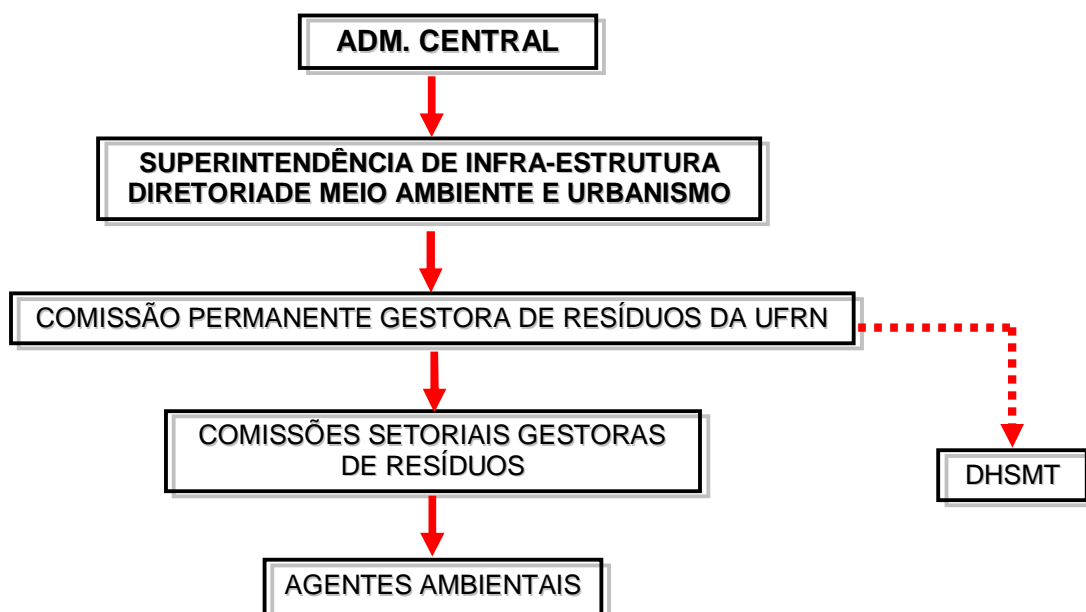 ADM. CENTRAL
SUPERINTENDÊNCIA DE INFRA-ESTRUTURA
DIRETORIADE MEIO AMBIENTE E URBANISMO
COMISSÃO PERMANENTE GESTORA DE RESÍDUOS DA UFRN
COMISSÕES SETORIAIS GESTORAS
DE RESÍDUOS
DHSMT
AGENTES AMBIENTAIS